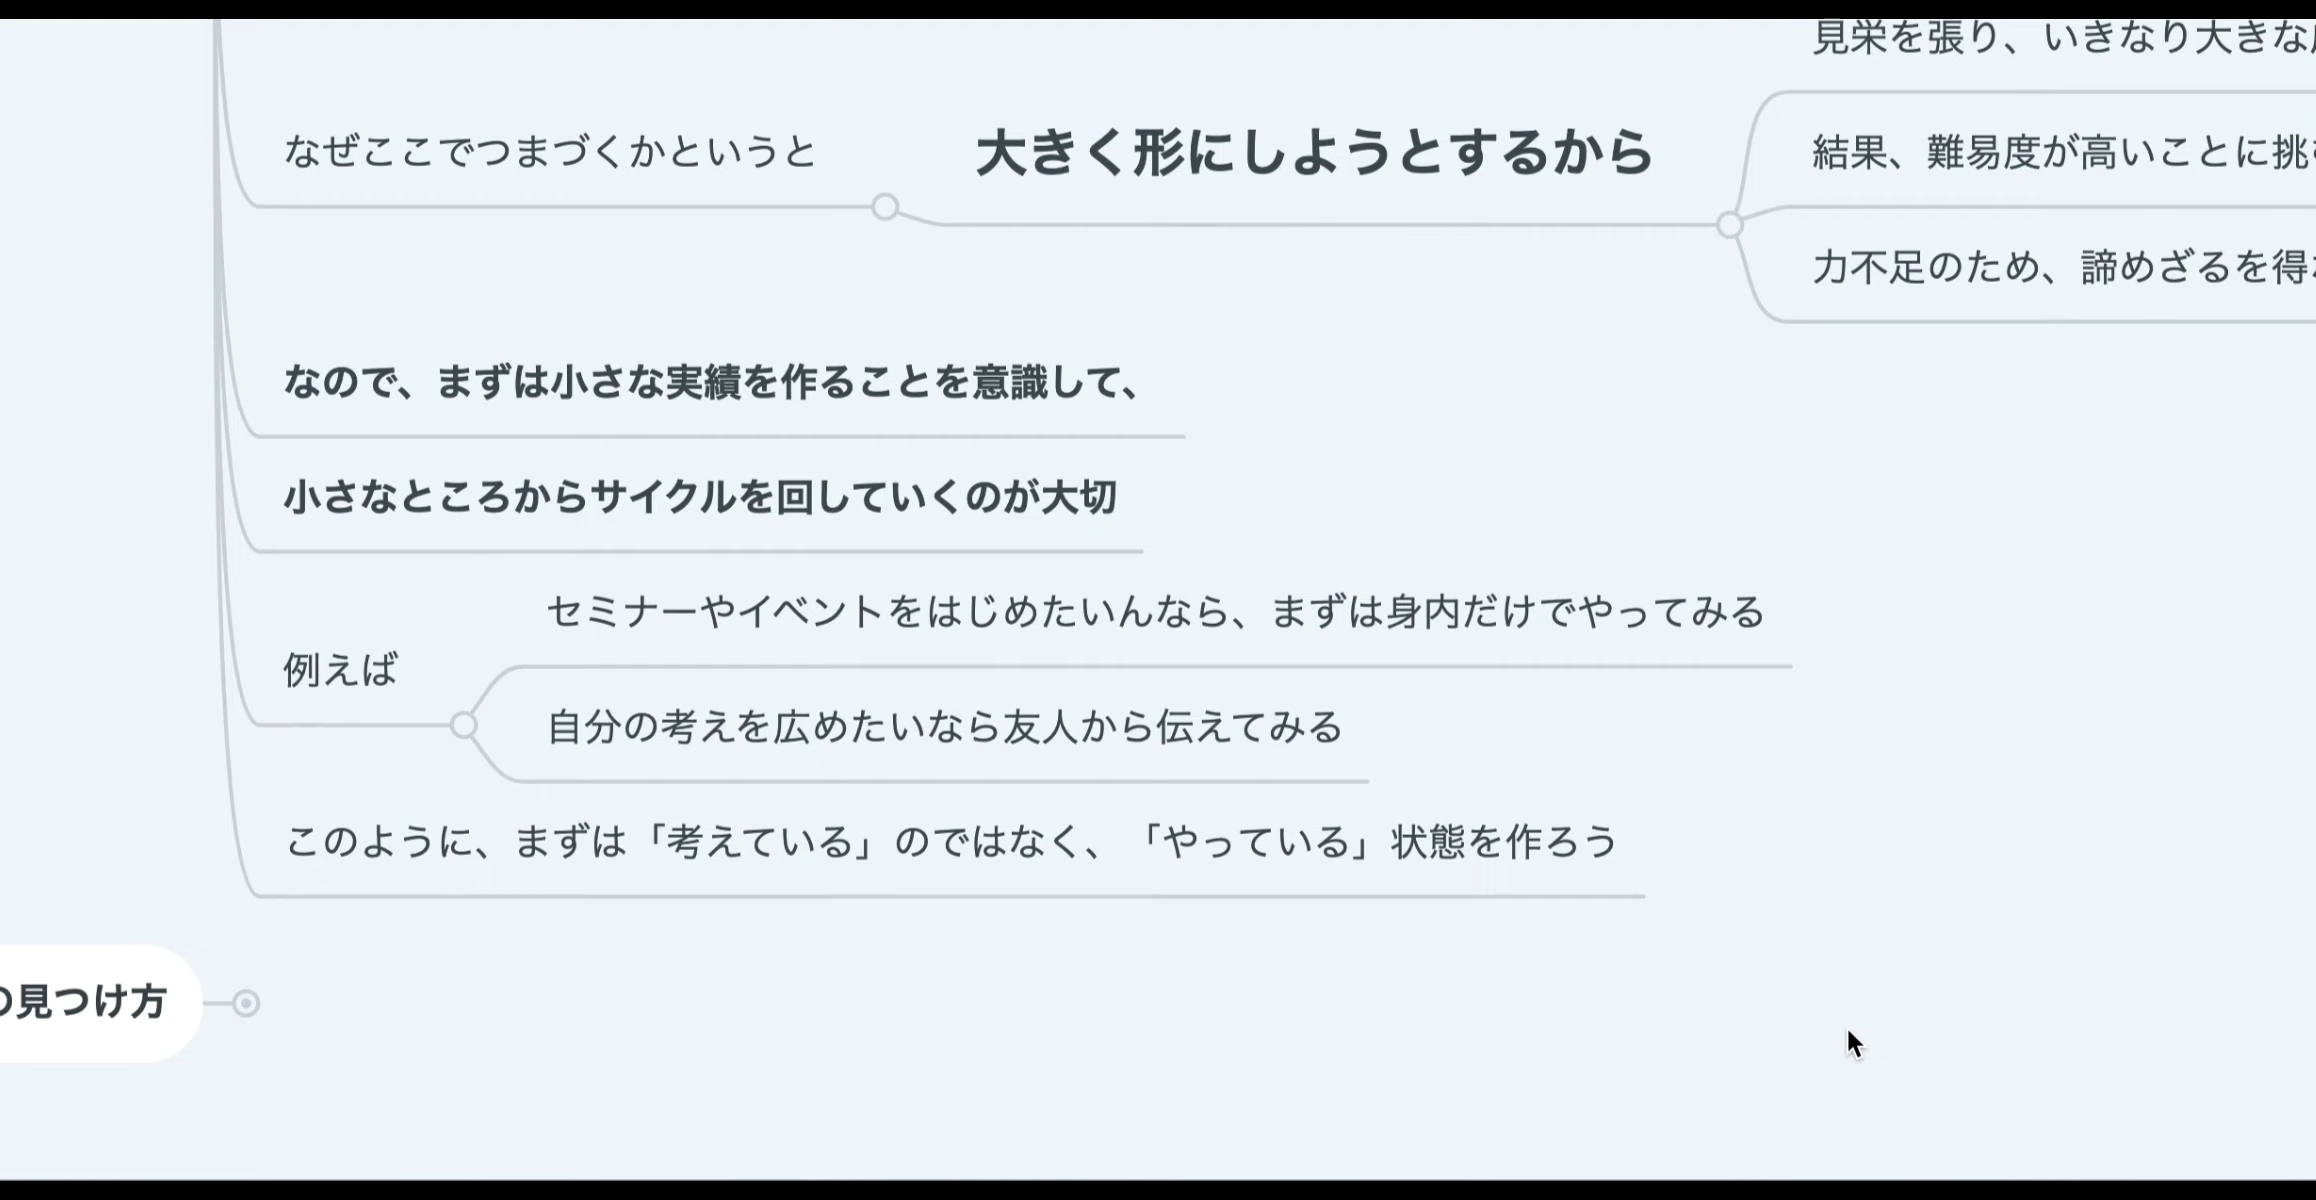 見栄を張り、いきなり大きな
なぜここでつまづくかというと
大きく形にしようとするから
結果、難易度が高いことに挑
力不足のため、諦めざるを得
なので、まずは小さな実績を作ることを意識して、
小さなところからサイクルを回していくのが大切
例えば
セミナーやイベントをはじめたいんなら、まずは身内だけでやってみる
自分の考えを広めたいなら友人から伝えてみる
このように、まずは「考えている」のではなく、「やっている」状態を作ろう
の見つけ方